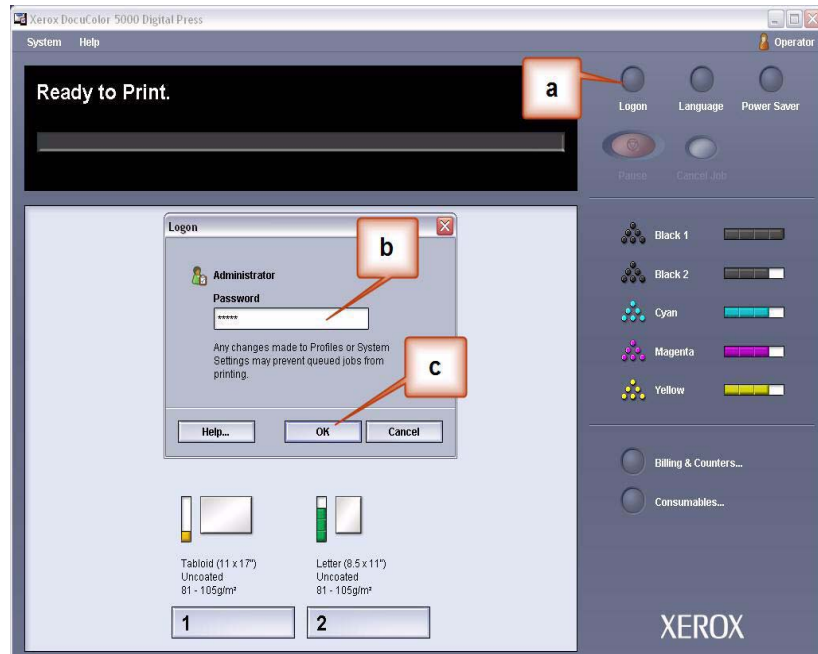 Xerox DocuColor 5000 Digital Press
System Help
Operator
Ready to Print.
a
Logon Language Power Saver
Pause Cancel Job
Logon
b
Administrator
Password
*****
Any changes made to Profiles or System
Settings may prevent queued jobs from
printing.
c
Help... OK Cancel
Black 1
Black 2
Cyan
Magenta
Yellow
Billing & Counters...
Consumables...
Tabloid (11 x 17")
Uncoated
81 - 105g/m²
1
Letter (8.5 x 11")
Uncoated
81 - 105g/m²
2
XEROX